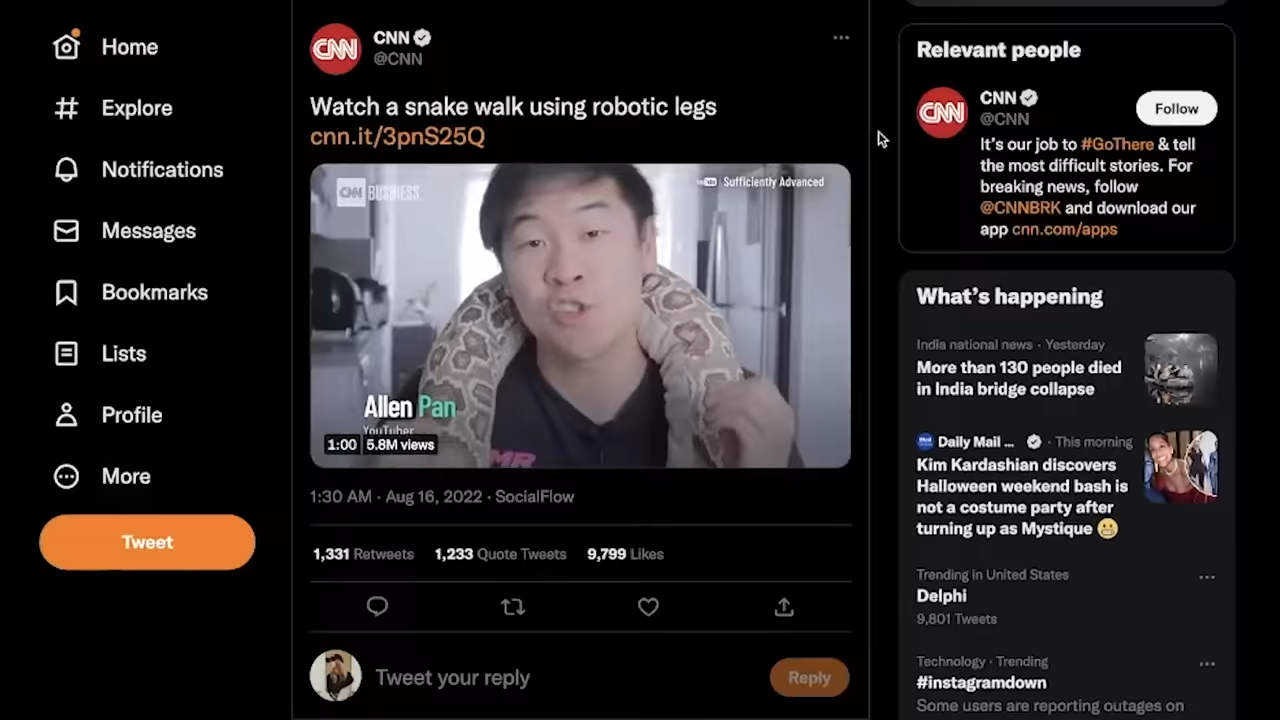 Home
Explore
Notifications
Messages
Bookmarks
Lists
Profile
More
Tweet
CNN
CNN
@CNN
Watch a snake walk using robotic legs
cnn.it/3pnS25Q
CNN BUSINESS
Sufficiently Advanced
Allen Pan
YouTuber
1:00 5.8M views
1:30 AM · Aug 16, 2022 · SocialFlow
1,331 Retweets 1,233 Quote Tweets 9,799 Likes
Tweet your reply
Reply
Relevant people
CNN
CNN
@CNN
Follow
It's our job to #GoThere & tell
the most difficult stories. For
breaking news, follow
@CNNBRK and download our
app cnn.com/apps
What's happening
India national news · Yesterday
More than 130 people died
in India bridge collapse
Daily Mail ... · This morning
Kim Kardashian discovers
Halloween weekend bash is
not a costume party after
turning up as Mystique 😬
Trending in United States
Delphi
9,801 Tweets
Technology · Trending
#instagramdown
Some users are reporting outages on